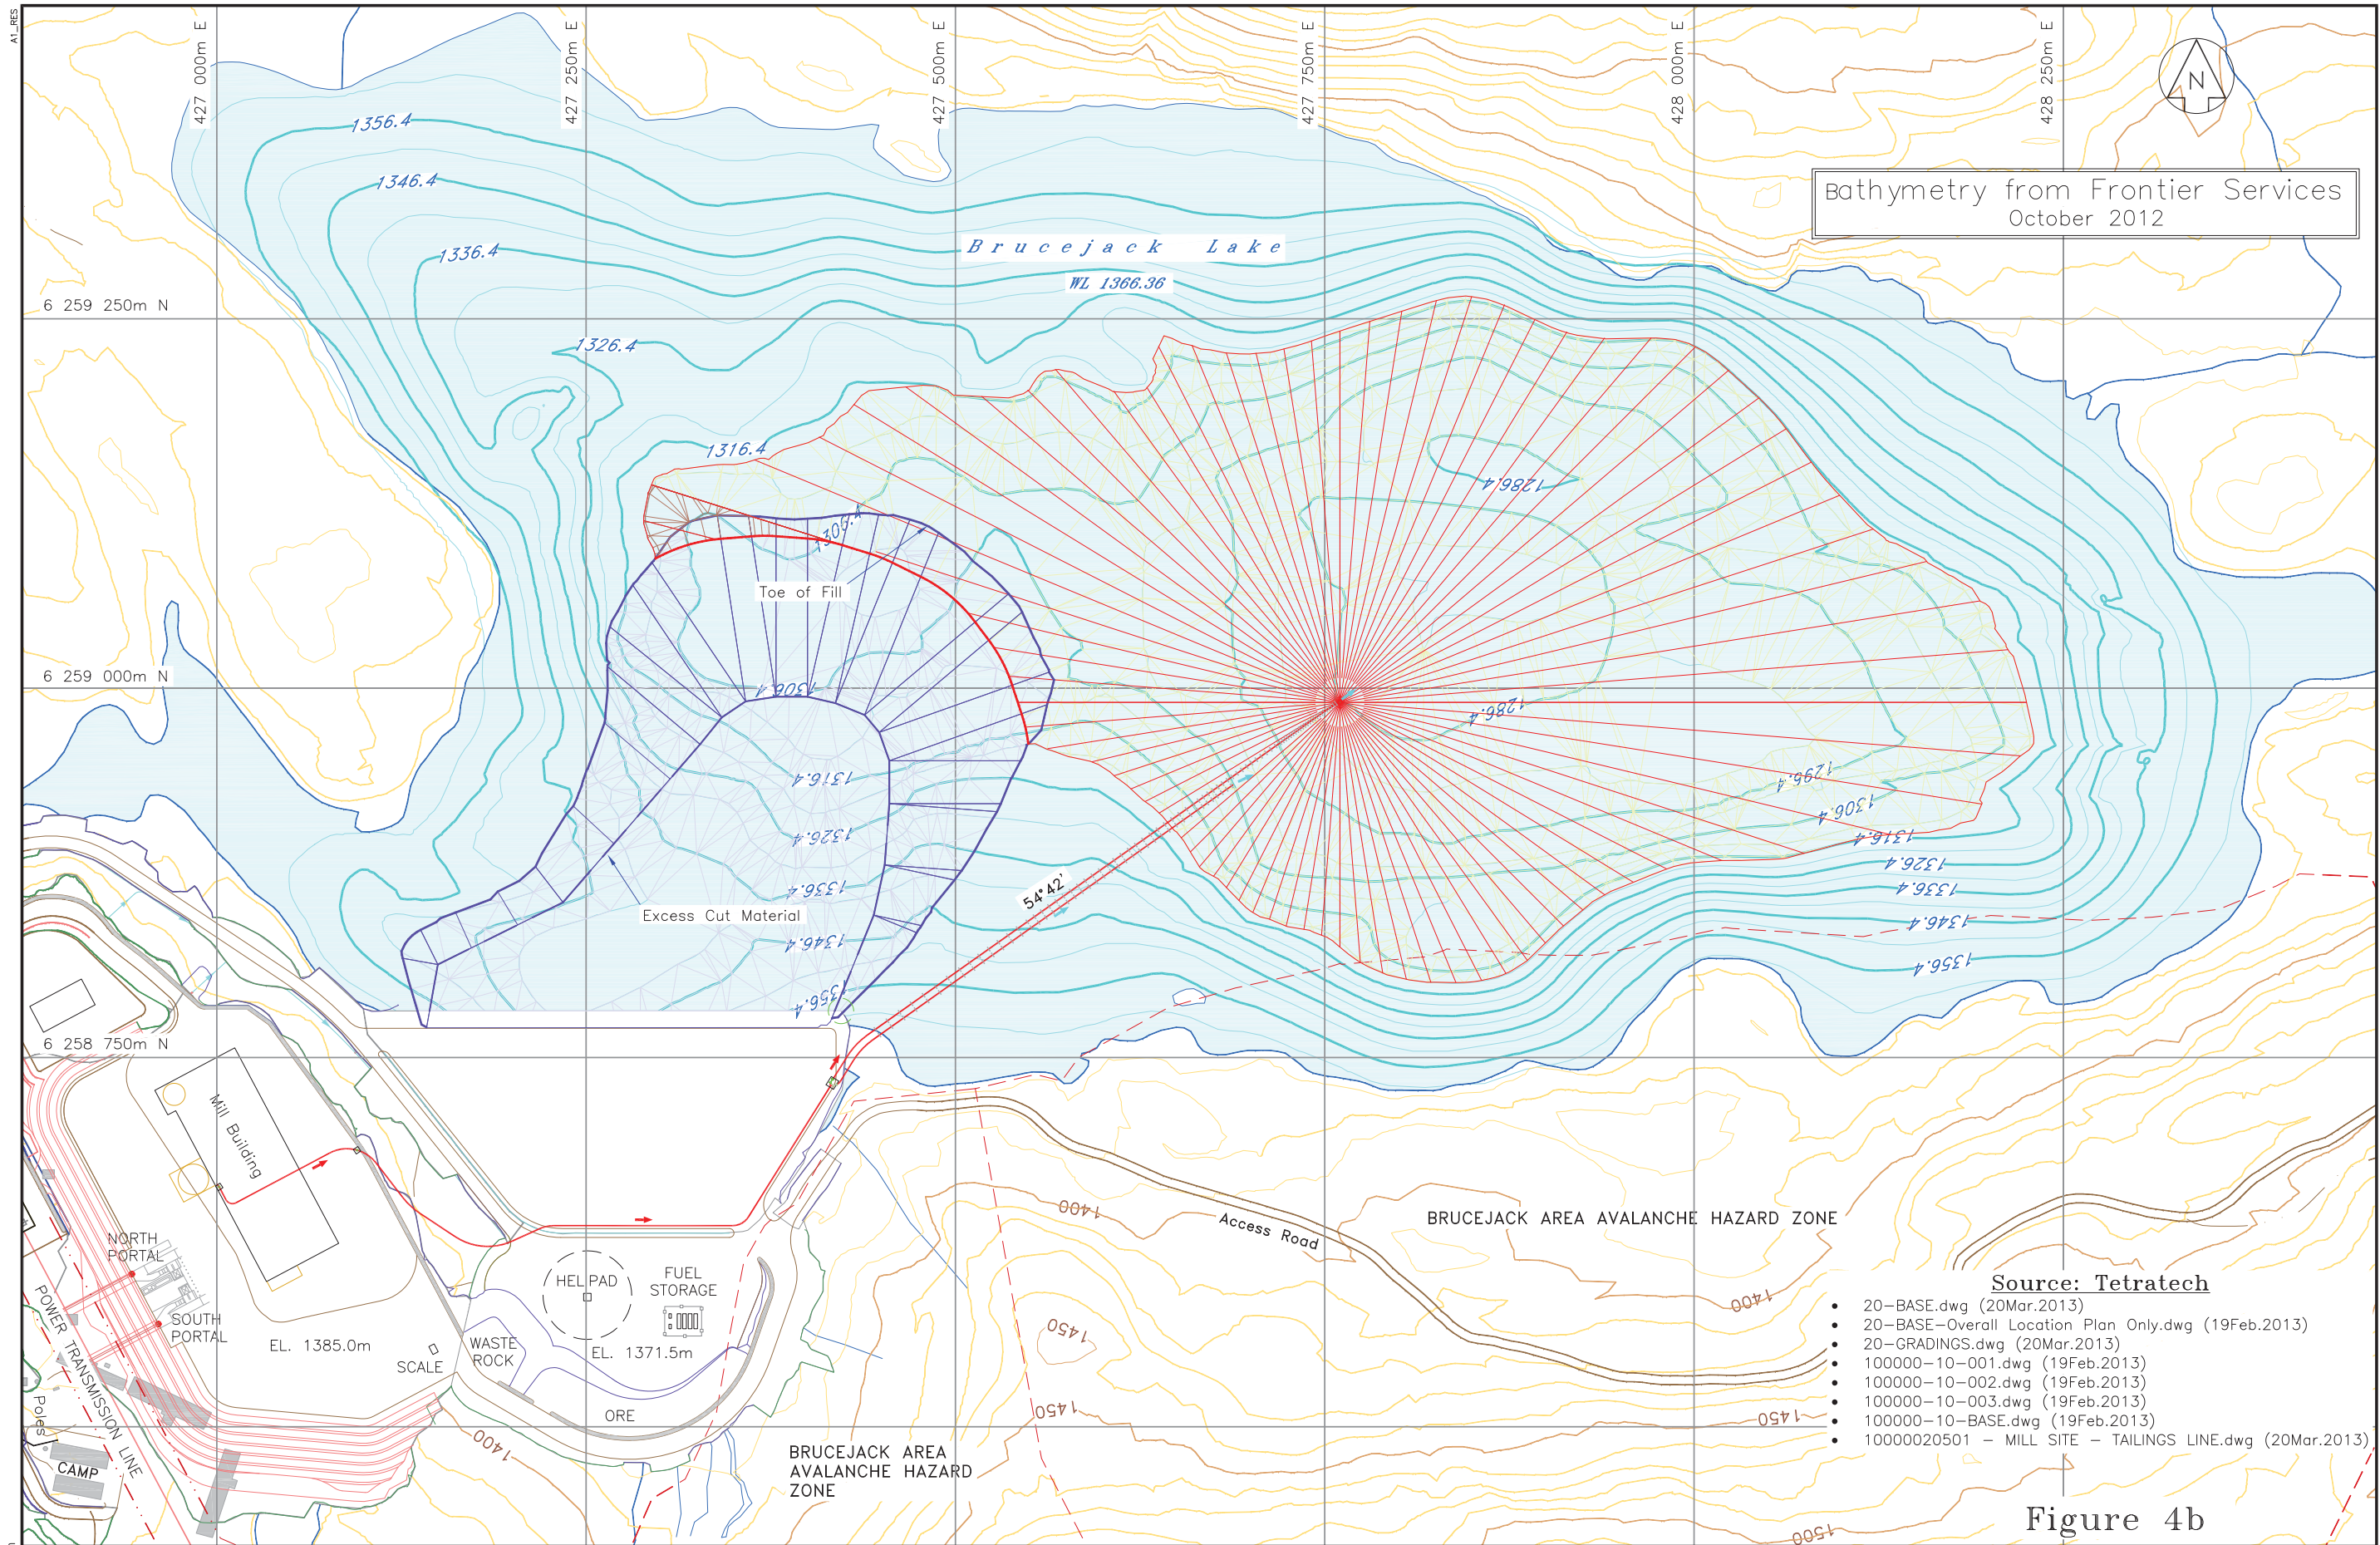 A1_RES
427 000m E
427 250m E
427 500m E
427 750m E
428 000m E
428 250m E
N
Bathymetry from Frontier Services
October 2012
1356.4
1346.4
1336.4
Brucejack Lake
WL 1366.36
6 259 250m N
1326.4
1316.4
1286.4
1306.4
Toe of Fill
6 259 000m N
1306.4
1286.4
1316.4
1296.4
1306.4
1326.4
1316.4
1326.4
1336.4
1336.4
54°42'
Excess Cut Material
1346.4
1346.4
1356.4
1356.4
6 258 750m N
Mill Building
1400
Access Road
BRUCEJACK AREA AVALANCHE HAZARD ZONE
NORTH
PORTAL
HELIPAD
FUEL
STORAGE
SOUTH
PORTAL
EL. 1385.0m
SCALE
WASTE
ROCK
EL. 1371.5m
POWER TRANSMISSION LINE
Poles
CAMP
ORE
1400
1450
1450
1400
1450
BRUCEJACK AREA
AVALANCHE HAZARD
ZONE
Source: Tetratech
• 20-BASE.dwg (20Mar.2013)
• 20-BASE-Overall Location Plan Only.dwg (19Feb.2013)
• 20-GRADINGS.dwg (20Mar.2013)
• 100000-10-001.dwg (19Feb.2013)
• 100000-10-002.dwg (19Feb.2013)
• 100000-10-003.dwg (19Feb.2013)
• 100000-10-BASE.dwg (19Feb.2013)
• 10000020501 - MILL SITE - TAILINGS LINE.dwg (20Mar.2013)
1500
Figure 4b